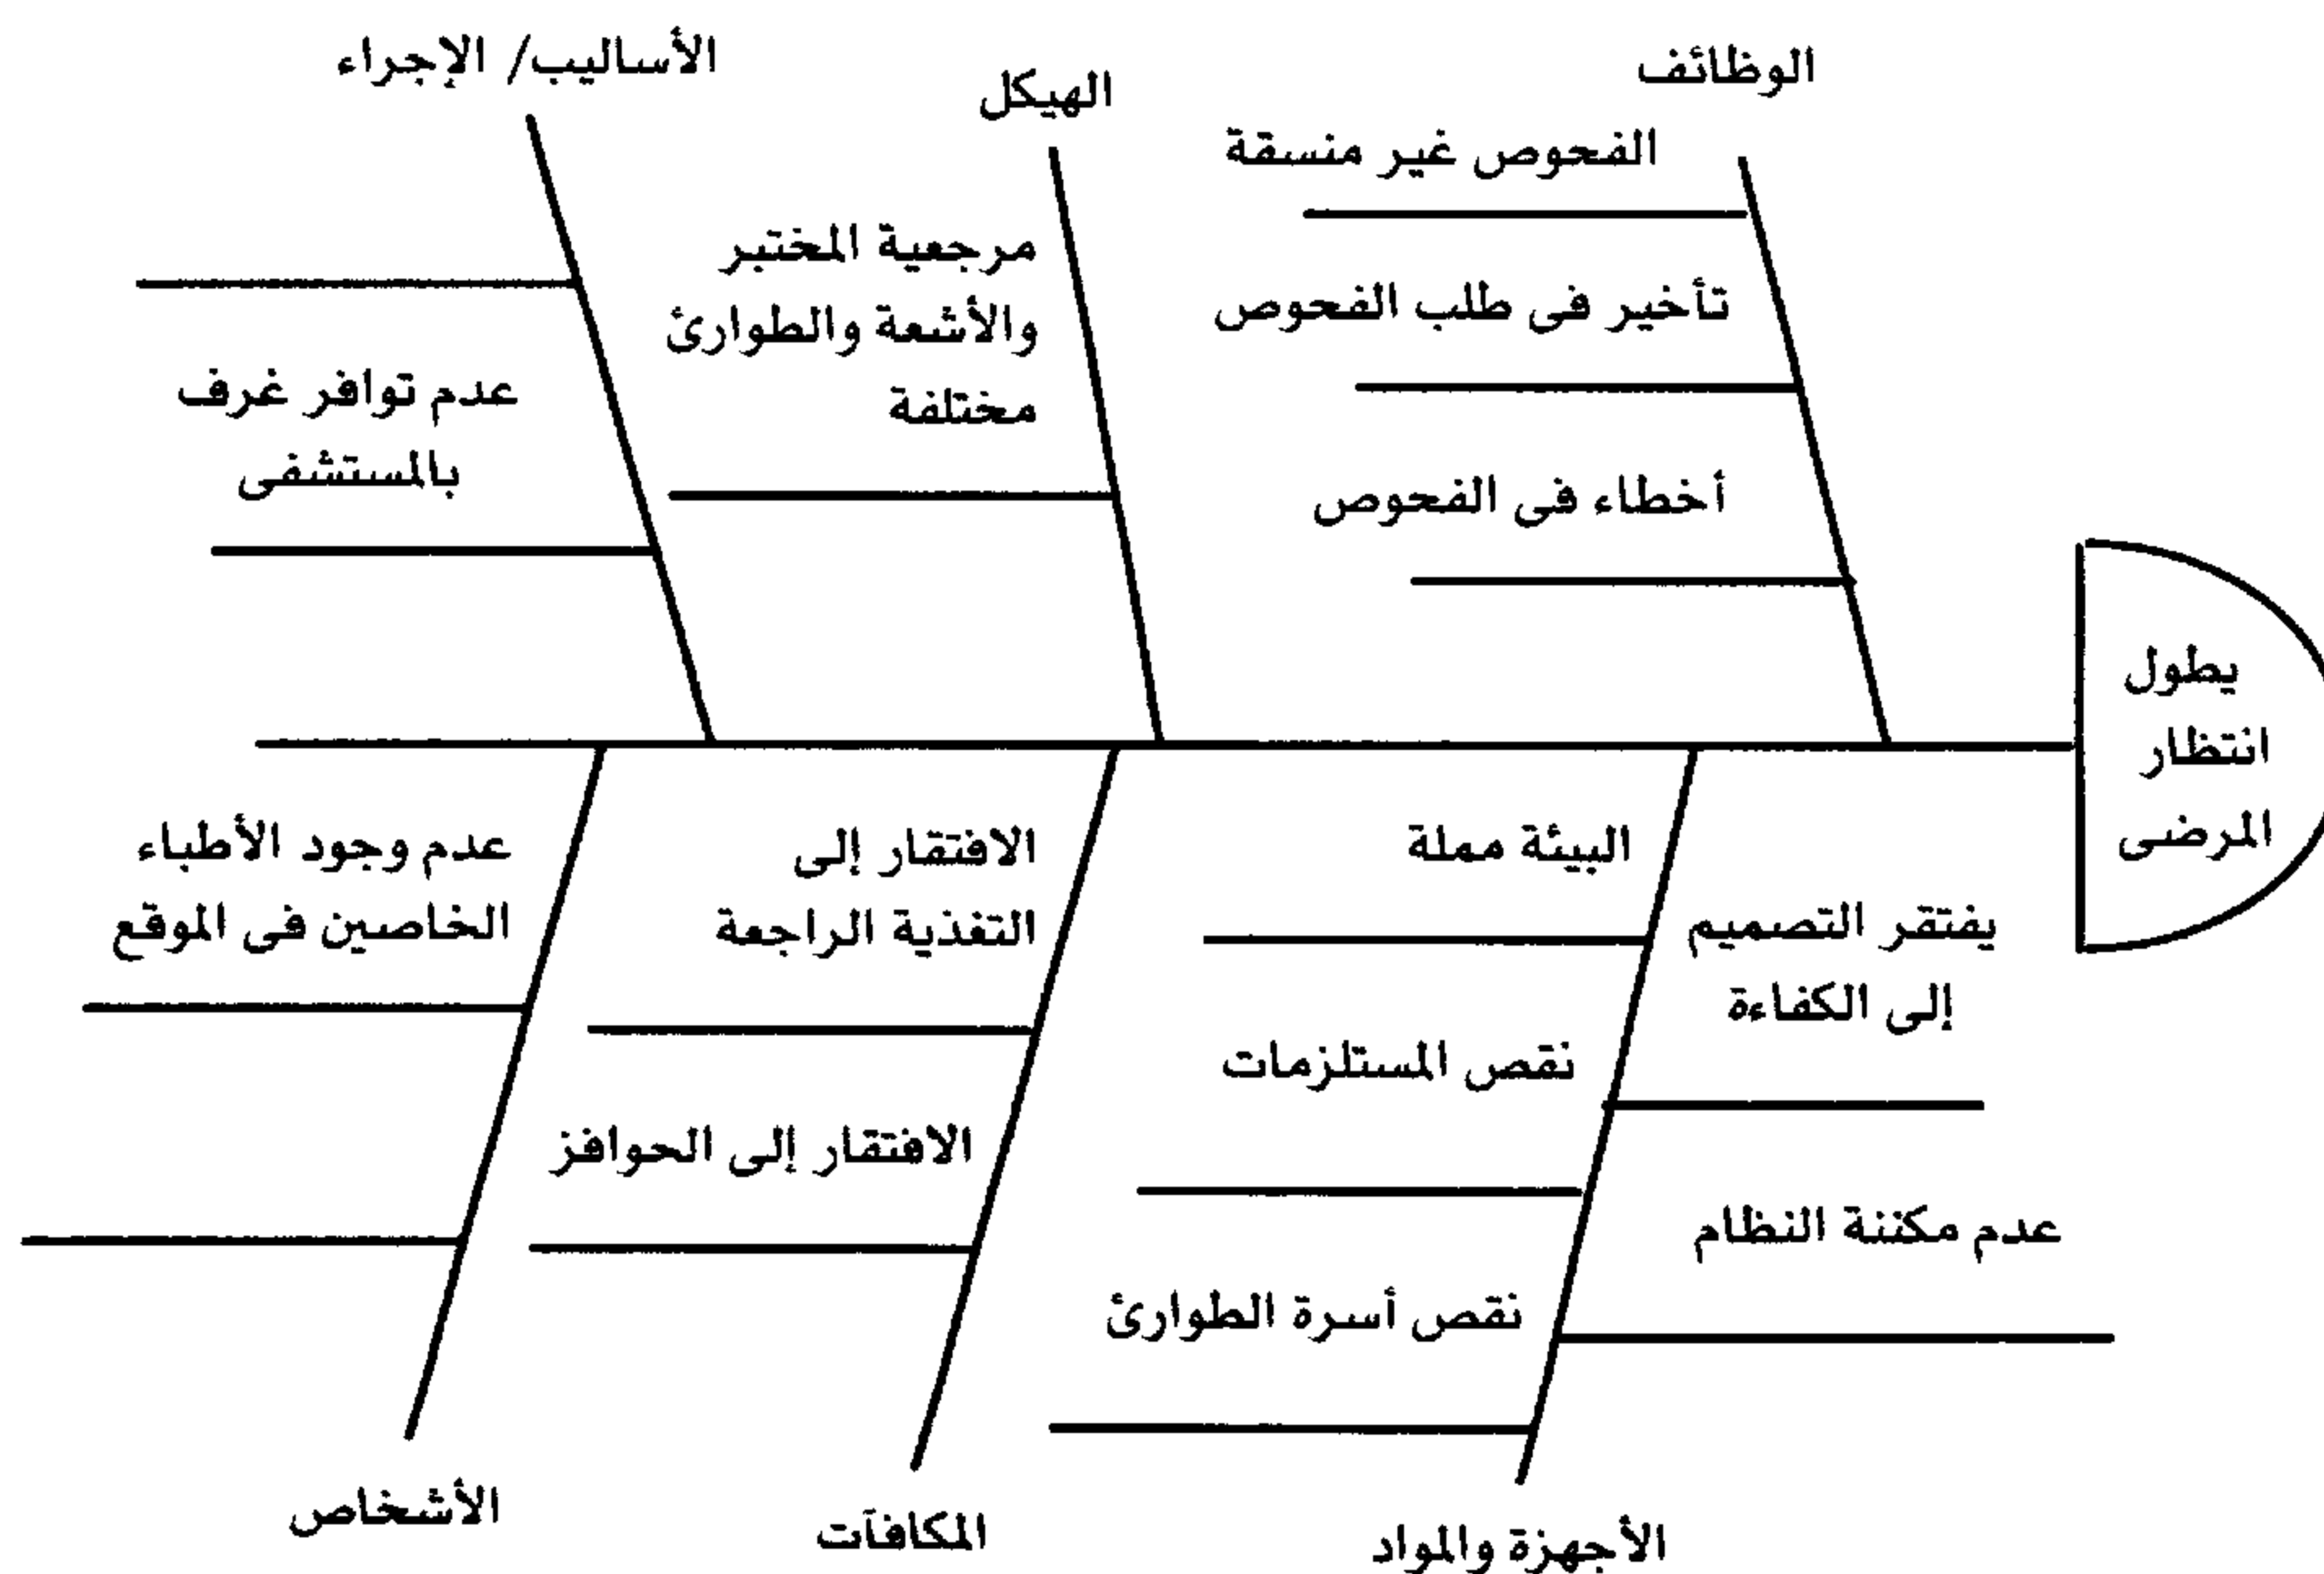 الوظائف
الفحوص غير منسقة
تأخير فى طلب الفحوص
أخطاء فى الفحوص
الهيكل
مرجعية المختبر
والأشعة والطوارئ
مختلفة
الأساليب/ الإجراء
عدم توافر غرف
بالمستشفى
يطول
انتظار
المرضى
يفتقر التصميم
إلى الكفاءة
عدم مكننة النظام
البيئة مملة
نقص المستلزمات
نقص أسرة الطوارئ
الأجهزة والمواد
الافتقار إلى
التغذية الراجعة
الافتقار إلى الحوافز
المكافآت
عدم وجود الأطباء
الخاصين فى الموقع
الأشخاص